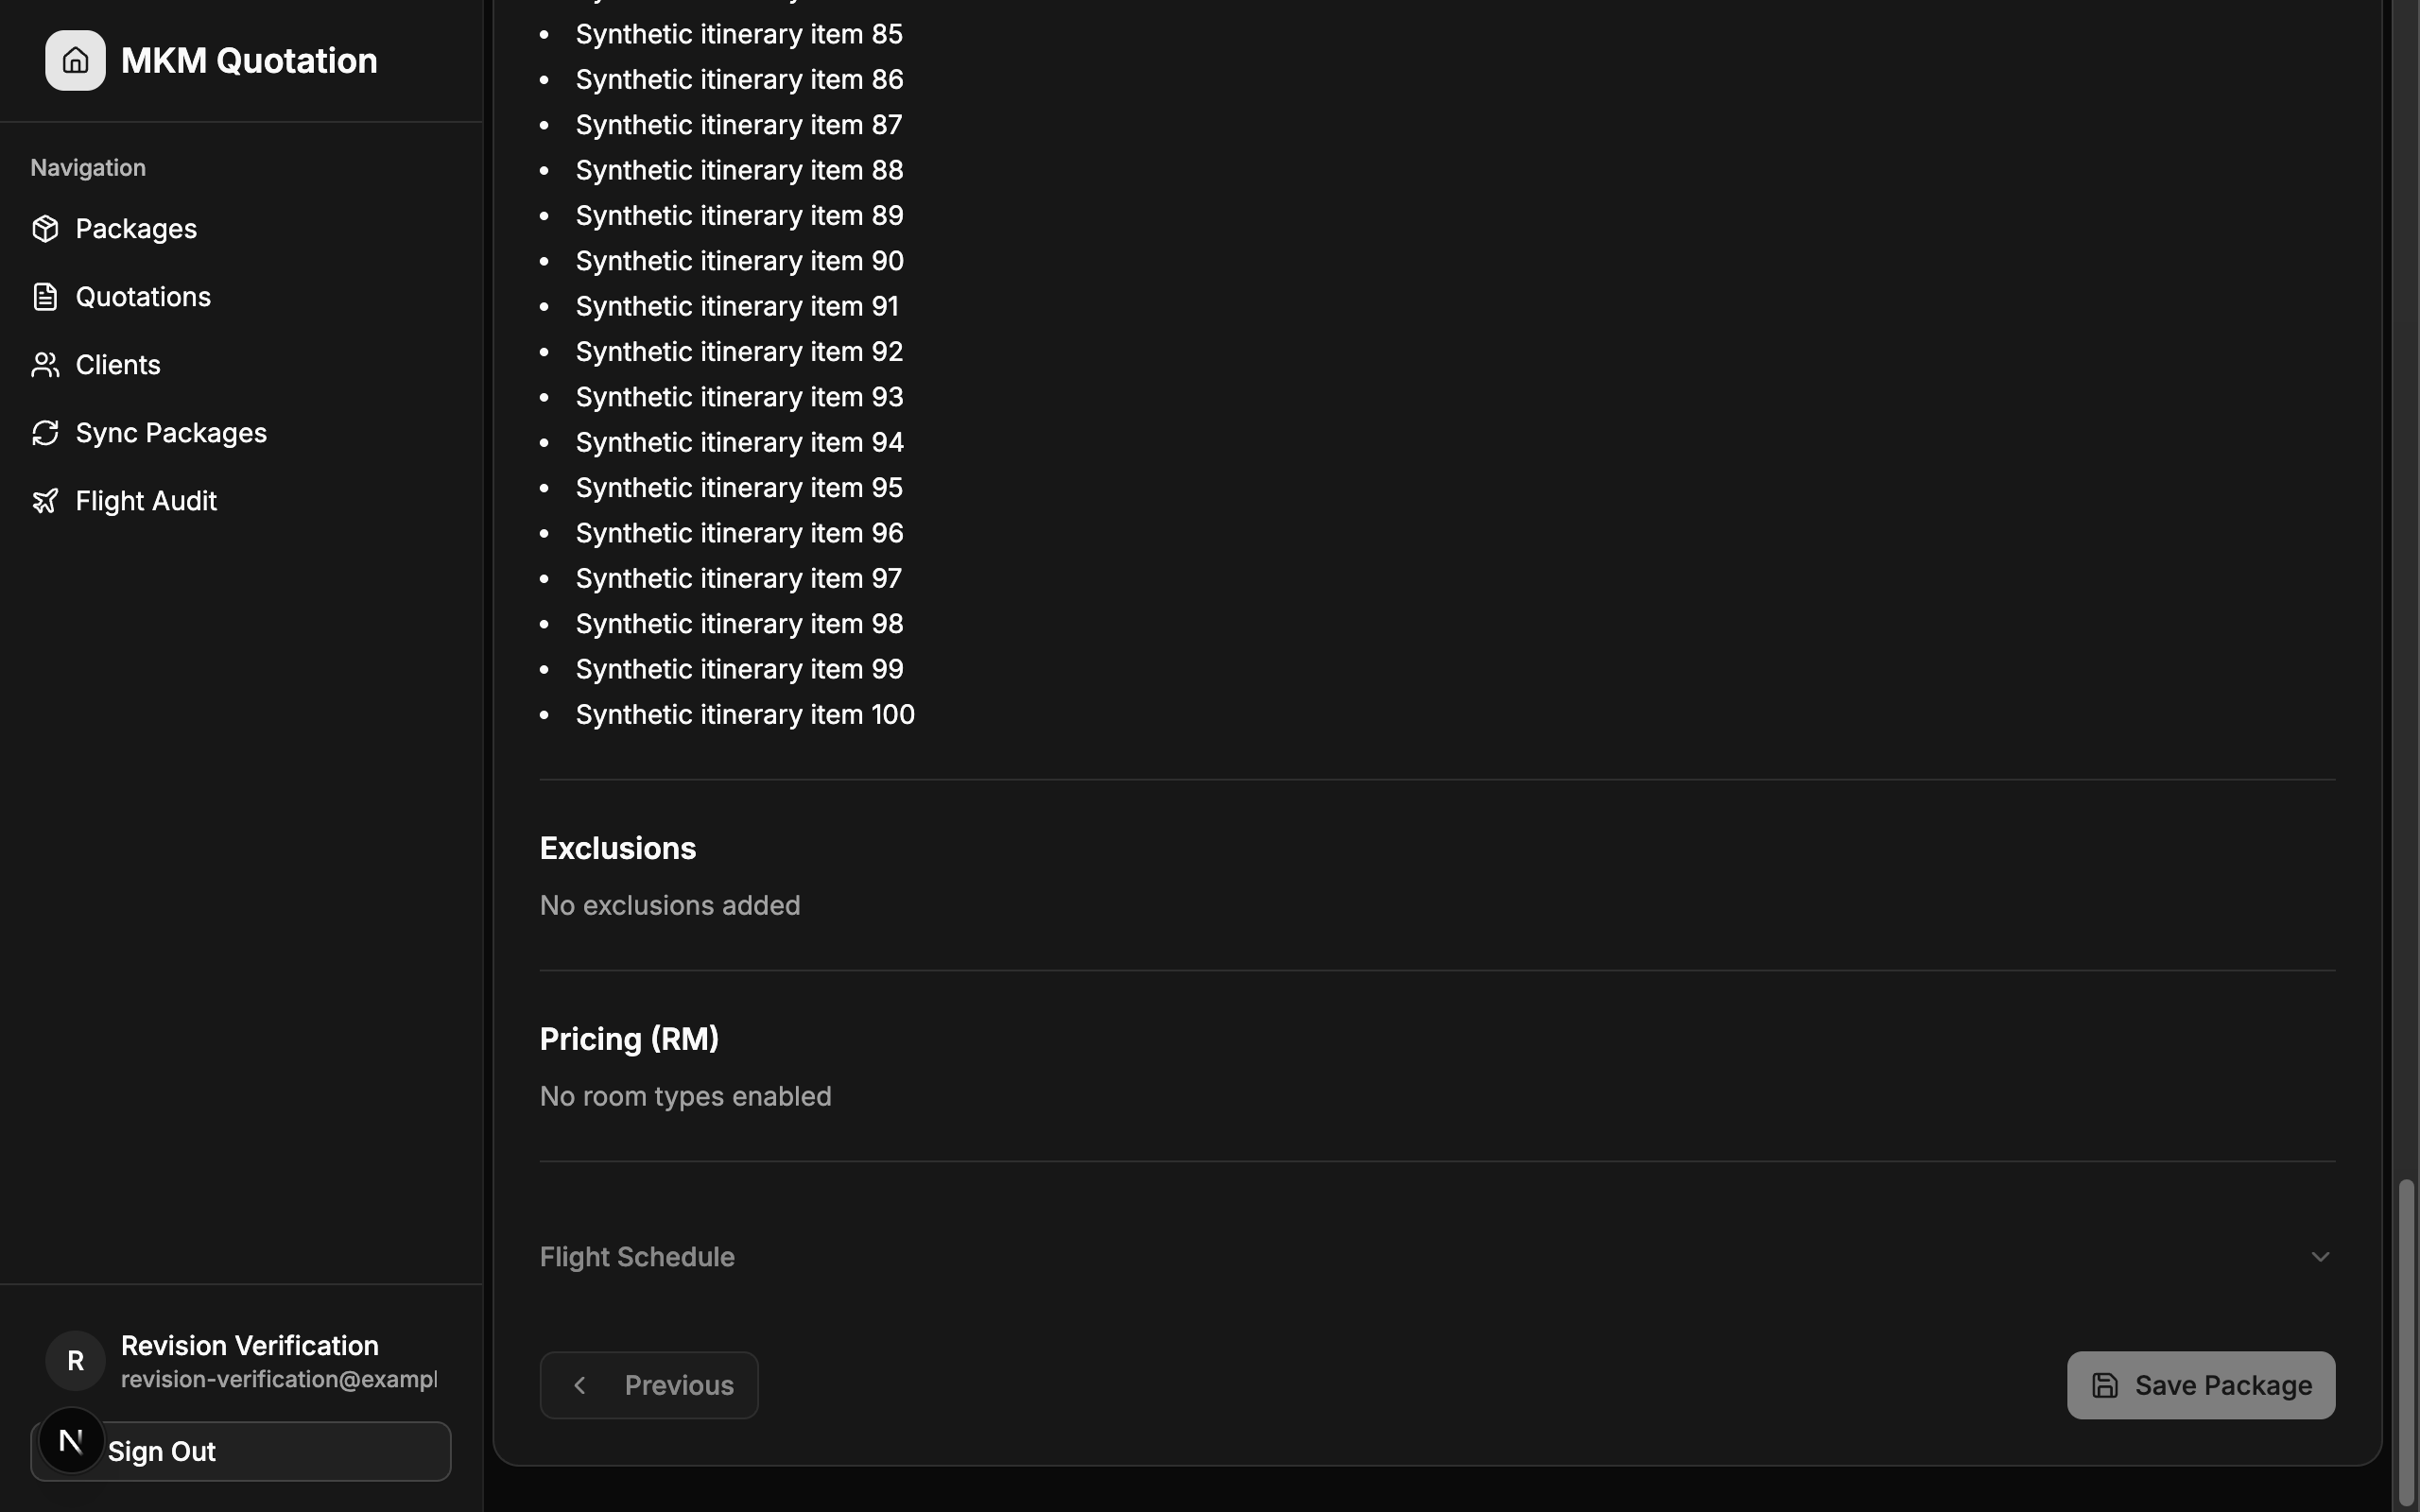 MKM Quotation
Navigation
Packages
Quotations
Clients
Sync Packages
Flight Audit
Revision Verification
R
revision-verification@exampl
N
Sign Out
• Synthetic itinerary item 85
• Synthetic itinerary item 86
• Synthetic itinerary item 87
• Synthetic itinerary item 88
• Synthetic itinerary item 89
• Synthetic itinerary item 90
• Synthetic itinerary item 91
• Synthetic itinerary item 92
• Synthetic itinerary item 93
• Synthetic itinerary item 94
• Synthetic itinerary item 95
• Synthetic itinerary item 96
• Synthetic itinerary item 97
• Synthetic itinerary item 98
• Synthetic itinerary item 99
• Synthetic itinerary item 100
Exclusions
No exclusions added
Pricing (RM)
No room types enabled
Flight Schedule
Previous
Save Package